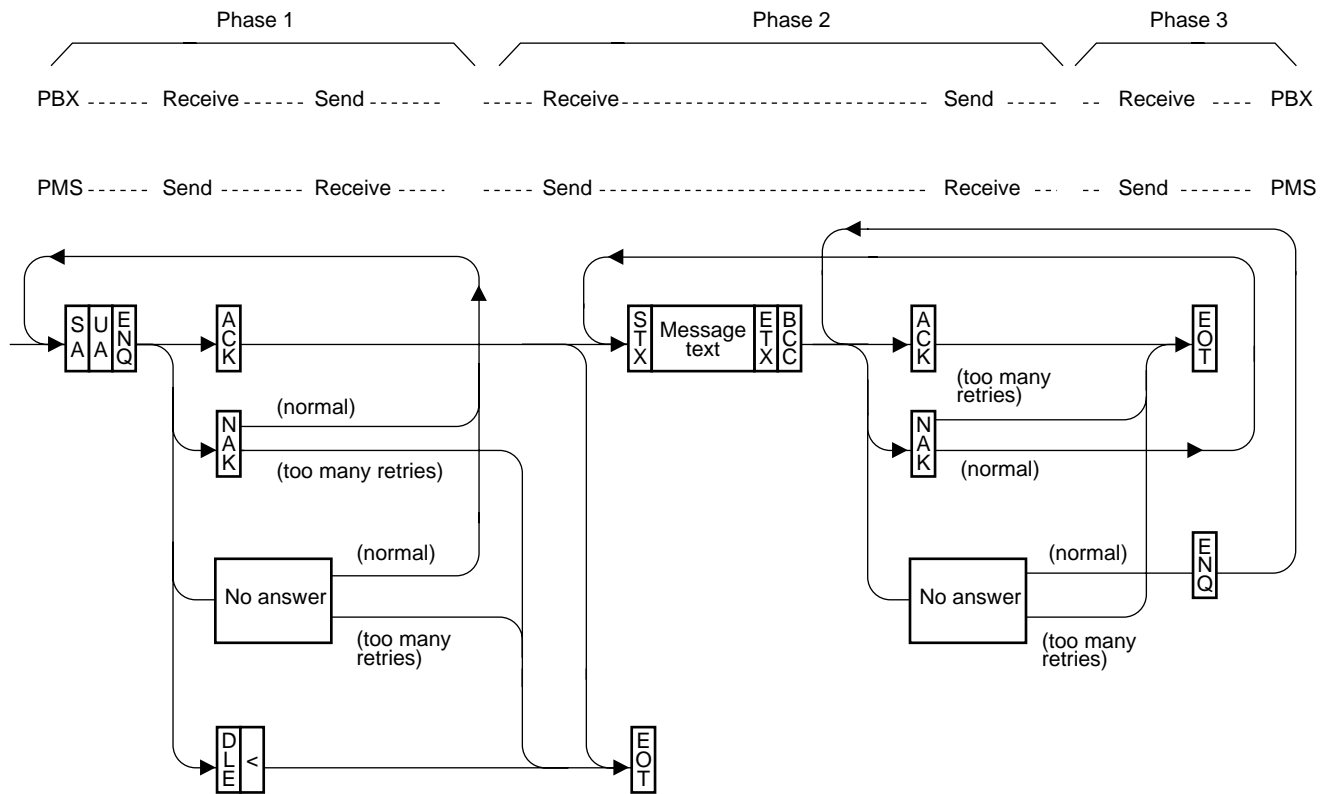 Phase 1 Phase 2 Phase 3
PBX Receive Send Receive Send Receive PBX
PMS Send Receive Send Receive Send PMS
SA UA ENQ
ACK
STX Message text ETX BCC
ACK
EOT
(too many
retries)
NAK
(normal)
(too many retries)
NAK
(normal)
No answer
(normal)
(too many
retries)
No answer
(normal)
ENQ
(too many
retries)
DLE <
EOT